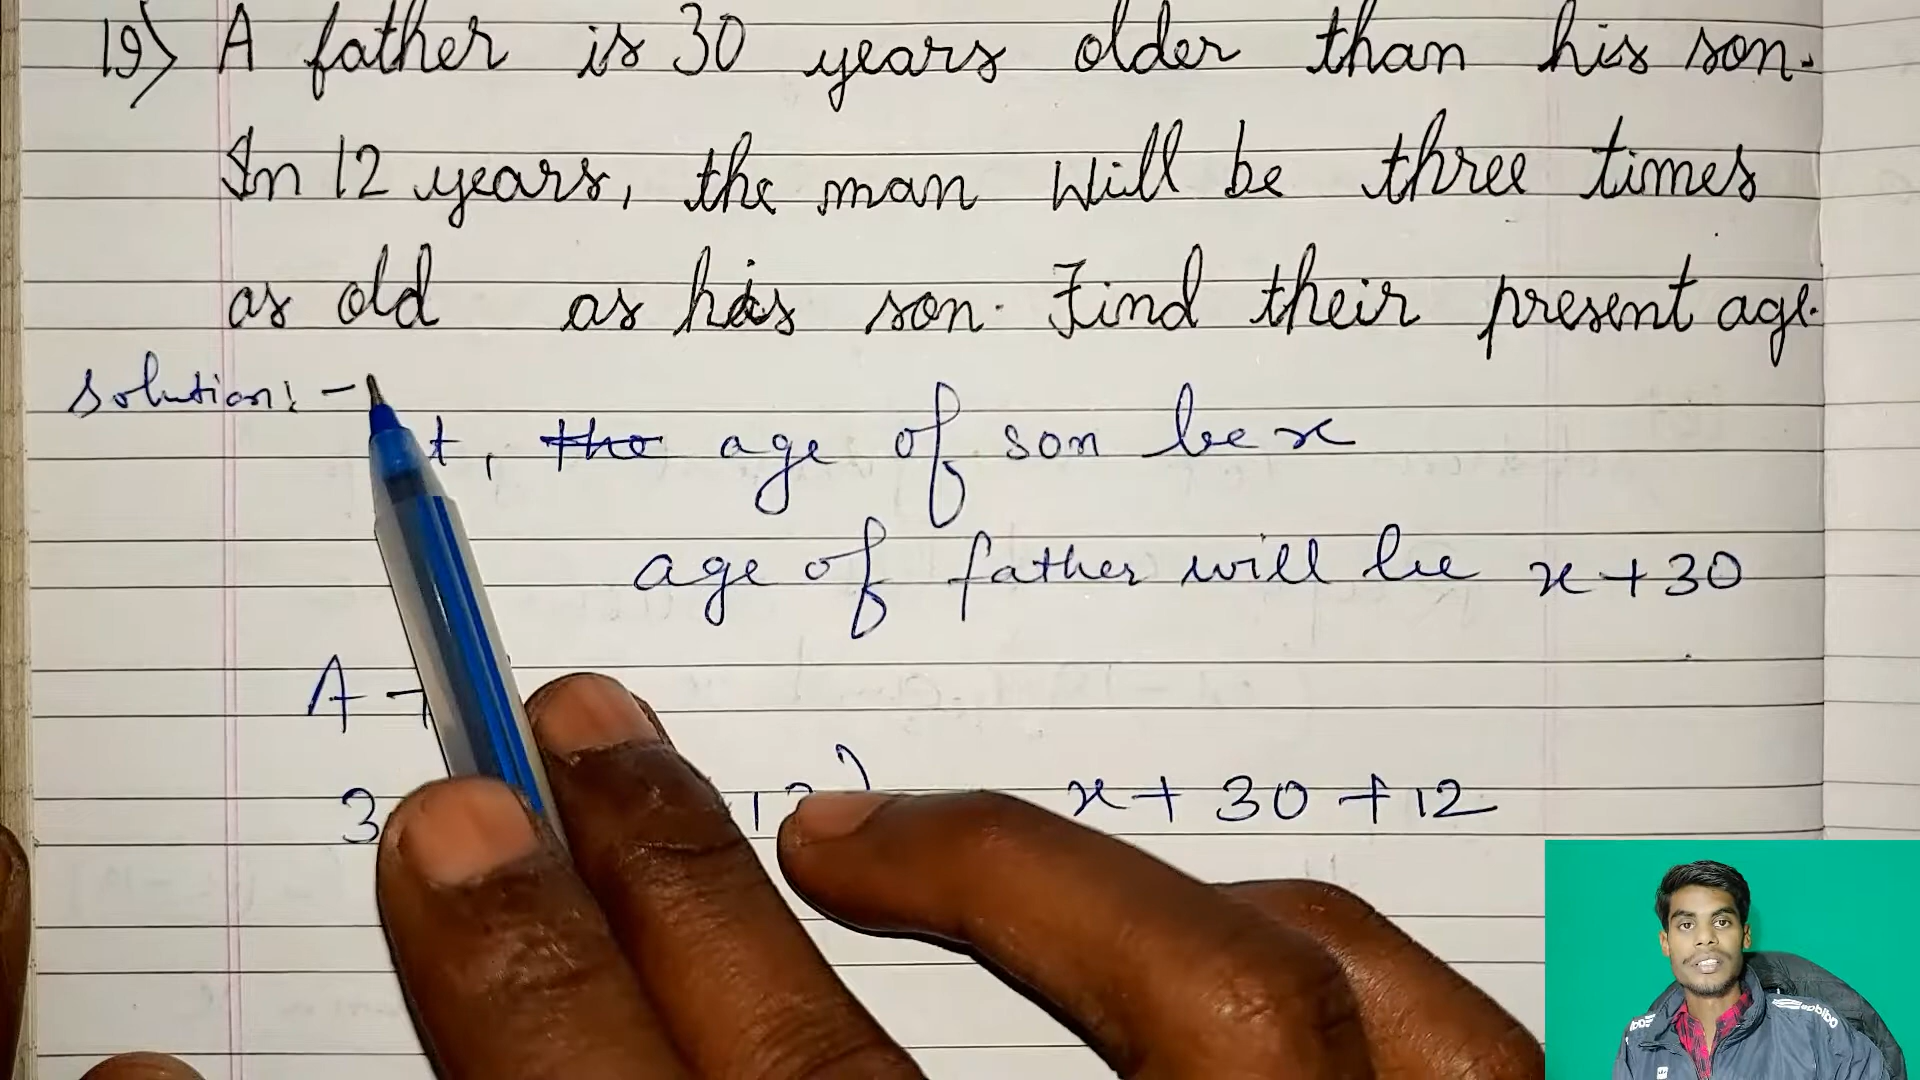 19) A father is 30 years older than his son.
In 12 years, the man will be three times
as old as his son. Find their present age.
Solution: -
t, the age of son be x
age of father will be x + 30
A
3 12) x + 30 + 12